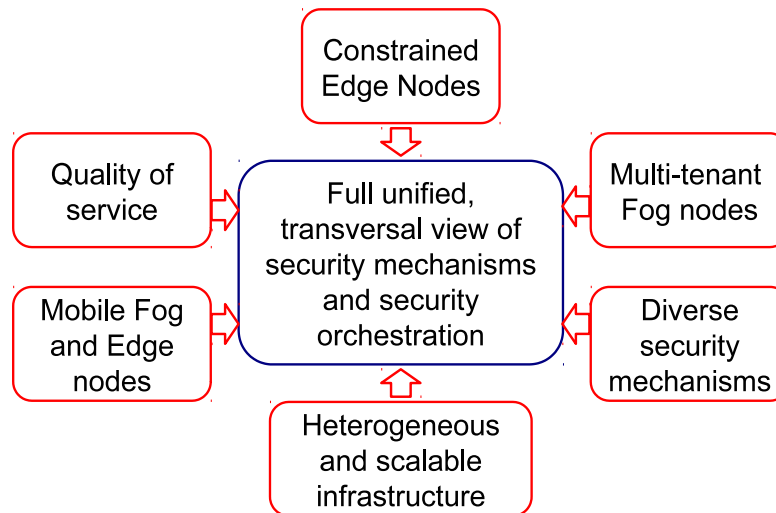 Constrained
Edge Nodes
Quality of
service
Full unified,
transversal view of
security mechanisms
and security
orchestration
Multi-tenant
Fog nodes
Mobile Fog
and Edge
nodes
Diverse
security
mechanisms
Heterogeneous
and scalable
infrastructure